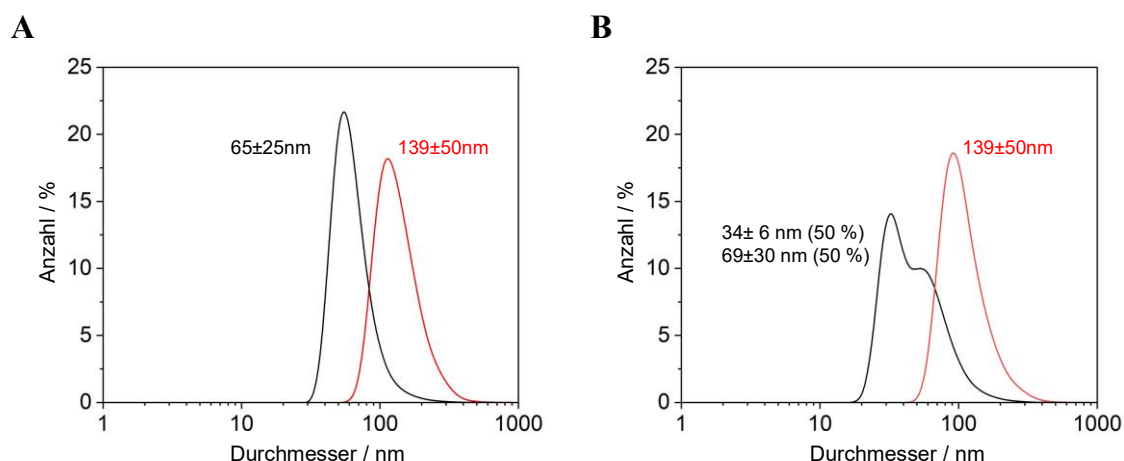 A
25
20
15
10
5
0
Anzahl / %
65±25nm
139±50nm
1
10
100
1000
Durchmesser / nm
B
25
20
15
10
5
0
Anzahl / %
139±50nm
34± 6 nm (50 %)
69±30 nm (50 %)
1
10
100
1000
Durchmesser / nm